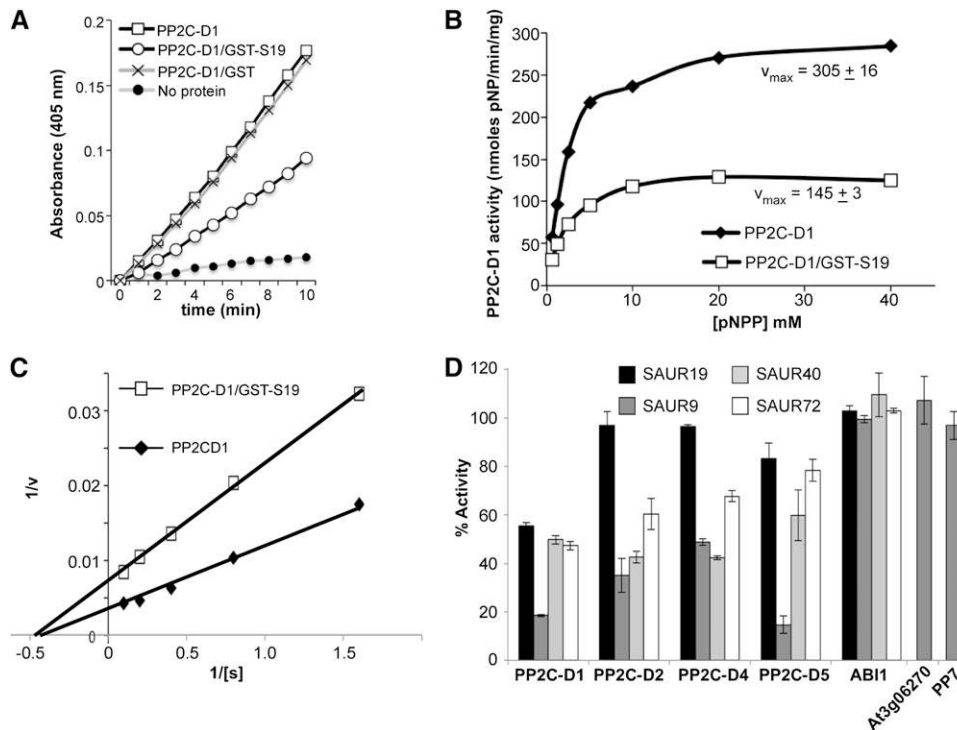 A
0.2
0.15
0.1
0.05
0
Absorbance (405 nm)
PP2C-D1
PP2C-D1/GST-S19
PP2C-D1/GST
No protein
0 2 4 6 8 10
time (min)
B
300
250
200
150
100
50
0
PP2C-D1 activity (nmoles pNP/min/mg)
vmax = 305 ± 16
vmax = 145 ± 3
PP2C-D1
PP2C-D1/GST-S19
0 10 20 30 40
[pNPP] mM
C
PP2C-D1/GST-S19
PP2CD1
0.03
0.02
0.01
0
1/v
-0.5 0 0.5 1.0 1.5
1/[s]
D
SAUR19 SAUR40
SAUR9 SAUR72
120
100
80
60
40
20
0
% Activity
PP2C-D1 PP2C-D2 PP2C-D4 PP2C-D5 ABI1 At3g06270 PP7